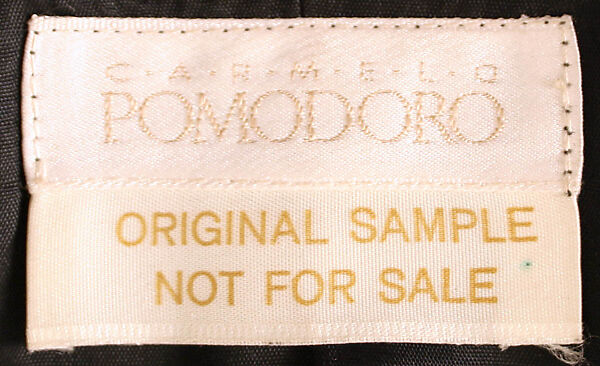 C·A·R·M·E·L·O
POMODORO
ORIGINAL SAMPLE
NOT FOR SALE